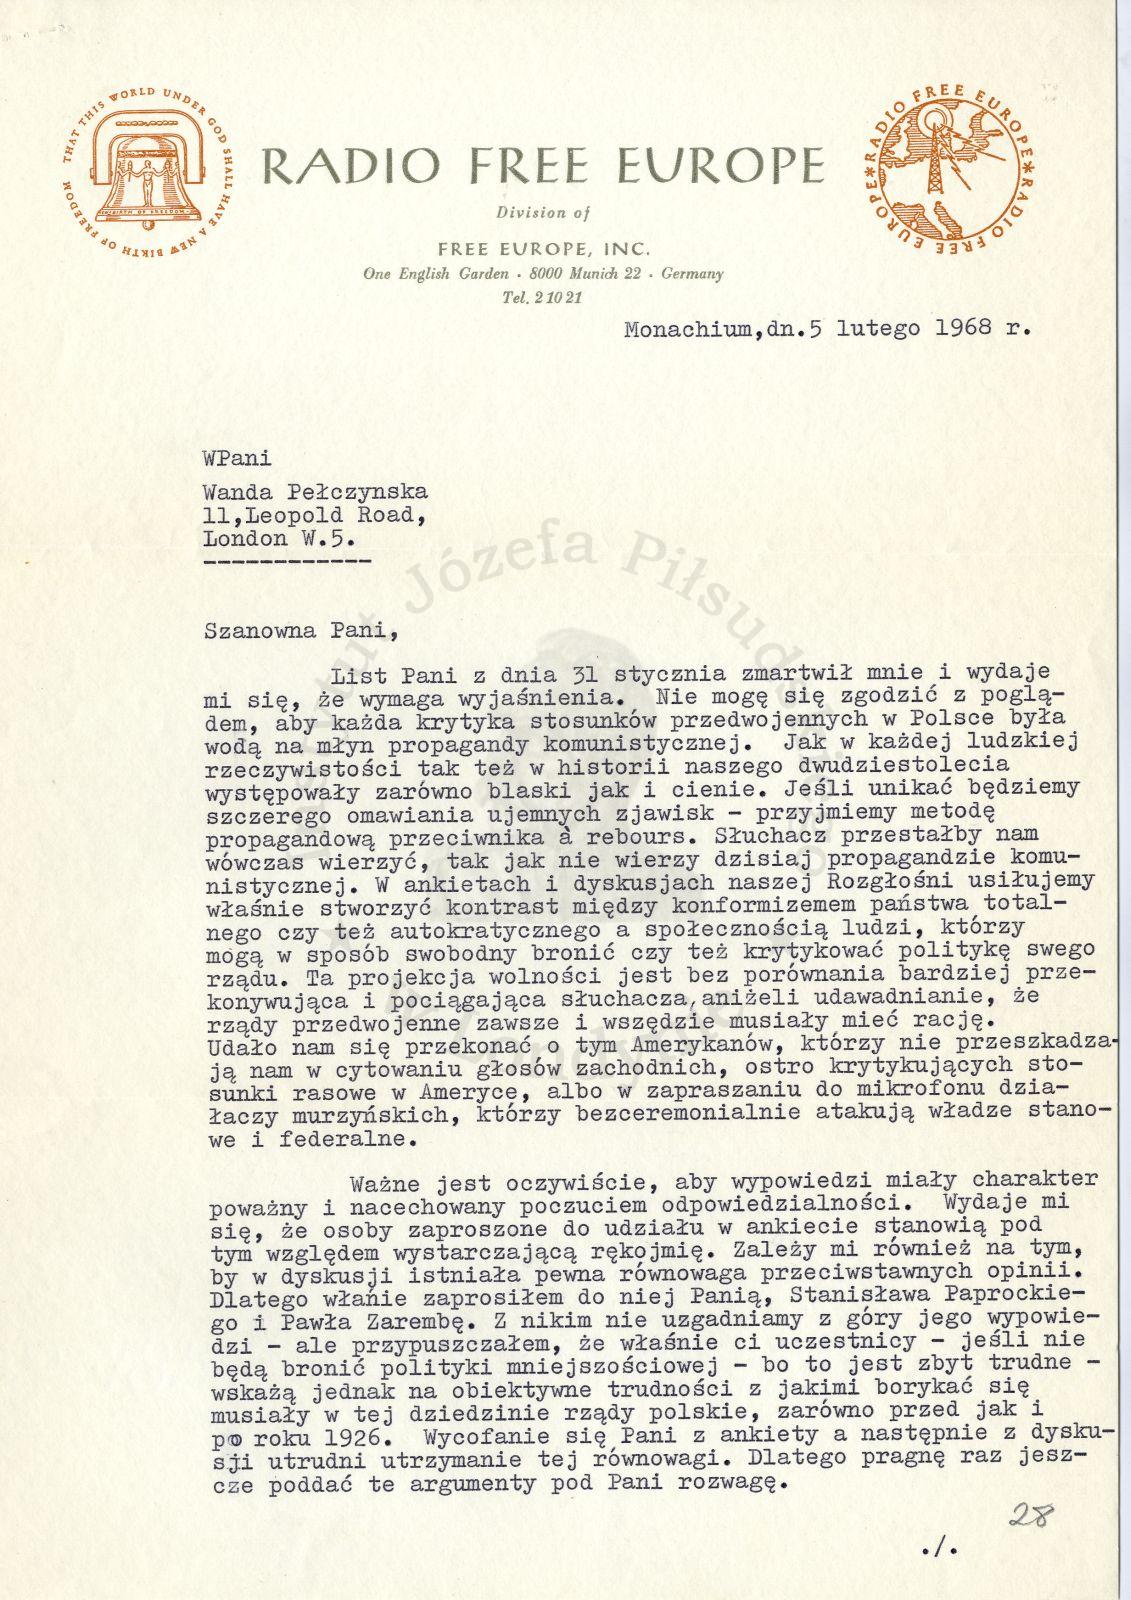 THAT THIS WORLD UNDER GOD SHALL HAVE A NEW BIRTH OF FREEDOM
RADIO FREE EUROPE*RADIO FREE EUROPE*
RADIO FREE EUROPE
Division of
FREE EUROPE, INC.
One English Garden · 8000 Munich 22 · Germany
Tel. 2 10 21
Monachium,dn.5 lutego 1968 r.
WPani
Wanda Pełczynska
11,Leopold Road,
London W.5.
Szanowna Pani,
List Pani z dnia 31 stycznia zmartwił mnie i wydaje
mi się, że wymaga wyjaśnienia. Nie mogę się zgodzić z poglą-
dem, aby każda krytyka stosunków przedwojennych w Polsce była
wodą na młyn propagandy komunistycznej. Jak w każdej ludzkiej
rzeczywistości tak też w historii naszego dwudziestolecia
występowały zarówno blaski jak i cienie. Jeśli unikać będziemy
szczerego omawiania ujemnych zjawisk - przyjmiemy metodę
propagandową przeciwnika à rebours. Słuchacz przestałby nam
wówczas wierzyć, tak jak nie wierzy dzisiaj propagandzie komu-
nistycznej. W ankietach i dyskusjach naszej Rozgłośni usiłujemy
właśnie stworzyć kontrast między konformizemem państwa total-
nego czy też autokratycznego a społecznością ludzi, którzy
mogą w sposób swobodny bronić czy też krytykować politykę swego
rządu. Ta projekcja wolności jest bez porównania bardziej prze-
konywująca i pociągająca słuchacza,aniżeli udawadnianie, że
rządy przedwojenne zawsze i wszędzie musiały mieć rację.
Udało nam się przekonać o tym Amerykanów, którzy nie przeszkadza-
ją nam w cytowaniu głosów zachodnich, ostro krytykujących sto-
sunki rasowe w Ameryce, albo w zapraszaniu do mikrofonu dzia-
łaczy murzyńskich, którzy bezceremonialnie atakują władze stano-
we i federalne.
Ważne jest oczywiście, aby wypowiedzi miały charakter
poważny i nacechowany poczuciem odpowiedzialności. Wydaje mi
się, że osoby zaproszone do udziału w ankiecie stanowią pod
tym względem wystarczającą rękojmię. Zależy mi również na tym,
by w dyskusji istniała pewna równowaga przeciwstawnych opinii.
Dlatego włanie zaprosiłem do niej Panią, Stanisława Paprockie-
go i Pawła Zarembę. Z nikim nie uzgadniamy z góry jego wypowie-
dzi - ale przypuszczałem, że właśnie ci uczestnicy - jeśli nie
będą bronić polityki mniejszościowej - bo to jest zbyt trudne -
wskażą jednak na obiektywne trudności z jakimi borykać się
musiały w tej dziedzinie rządy polskie, zarówno przed jak i
po roku 1926. Wycofanie się Pani z ankiety a następnie z dysku-
sji utrudni utrzymanie tej równowagi. Dlatego pragnę raz jesz-
cze poddać te argumenty pod Pani rozwagę.
28
./.